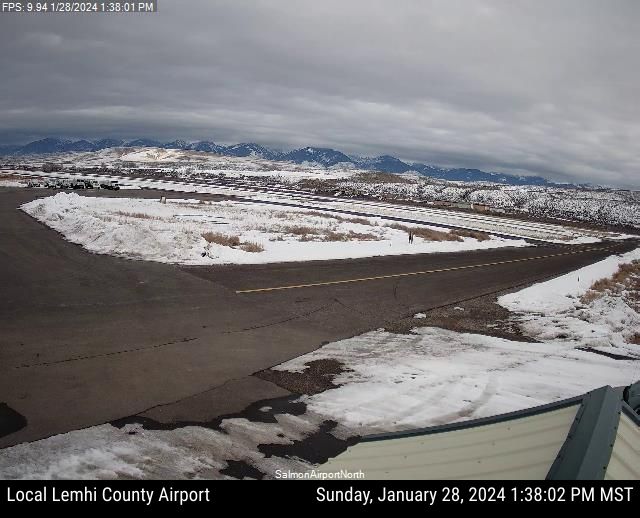 FPS: 9.94 1/28/2024 1:38:01 PM
SalmonAirportNorth
Local Lemhi County Airport Sunday, January 28, 2024 1:38:02 PM MST